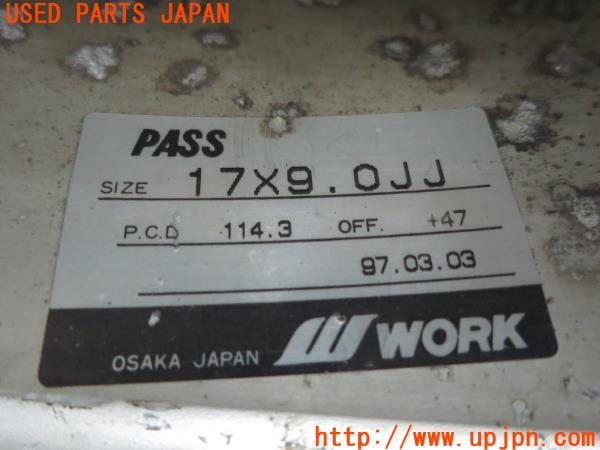 USED PARTS JAPAN
PASS
SIZE 17X9.0JJ
P.C.D 114.3 OFF. +47
97.03.03
OSAKA JAPAN WORK
http://www.upjpn.com/